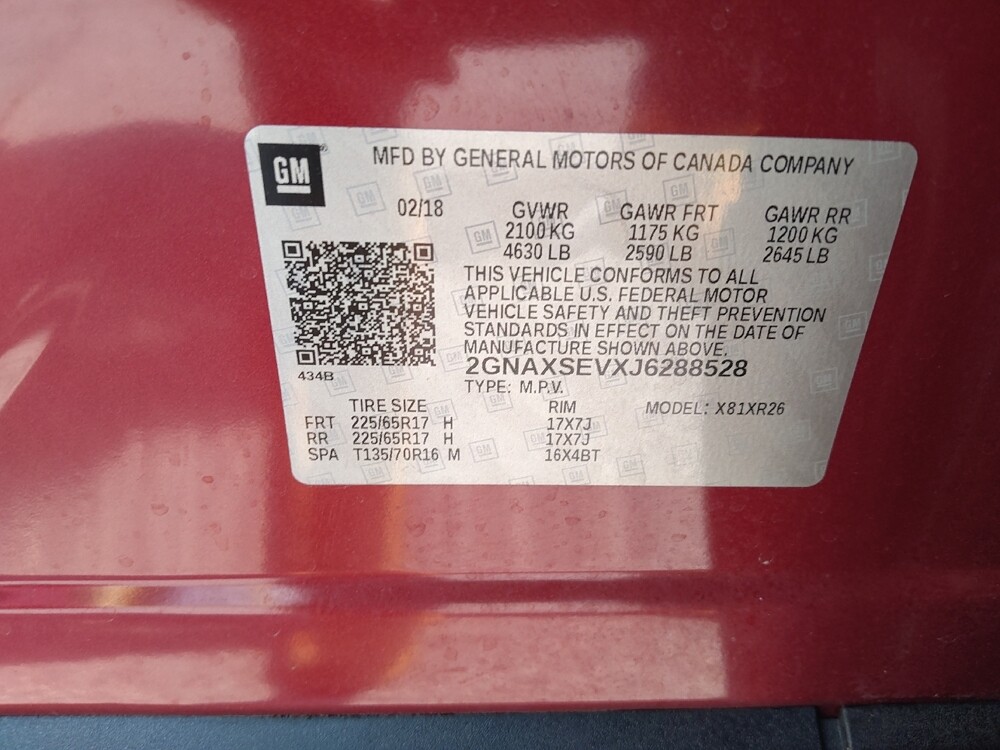 GM
MFD BY GENERAL MOTORS OF CANADA COMPANY
02/18 GVWR GAWR FRT GAWR RR
2100 KG 1175 KG 1200 KG
4630 LB 2590 LB 2645 LB
THIS VEHICLE CONFORMS TO ALL
APPLICABLE U.S. FEDERAL MOTOR
VEHICLE SAFETY AND THEFT PREVENTION
STANDARDS IN EFFECT ON THE DATE OF
MANUFACTURE SHOWN ABOVE.
434B
2GNAXSEVXJ6288528
TYPE: M.P.V.
TIRE SIZE RIM MODEL: X81XR26
FRT 225/65R17 H 17X7J
RR 225/65R17 H 17X7J
SPA T135/70R16 M 16X4BT